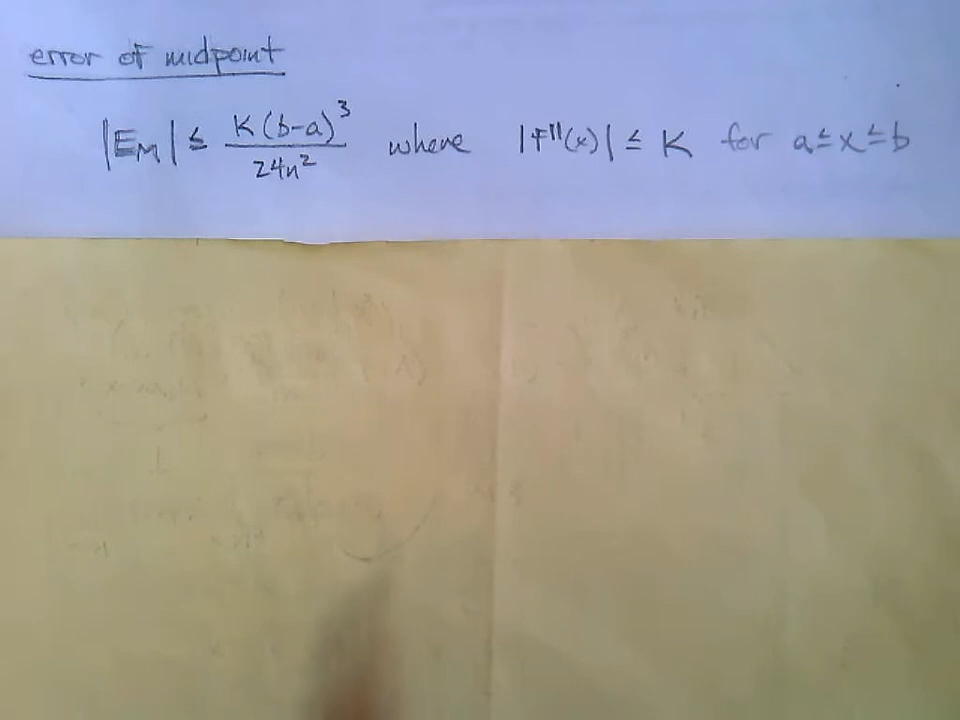 error of midpoint
|E_M| ≤ K(b-a)^3 / 24n^2 where |f''(x)| ≤ K for a≤x≤b